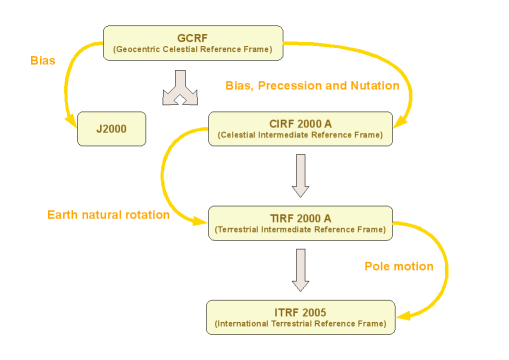 GCRF
(Geocentric Celestial Reference Frame)
Bias
Bias, Precession and Nutation
J2000
CIRF 2000 A
(Celestial Intermediate Reference Frame)
Earth natural rotation
TIRF 2000 A
(Terrestrial Intermediate Reference Frame)
Pole motion
ITRF 2005
(International Terrestrial Reference Frame)